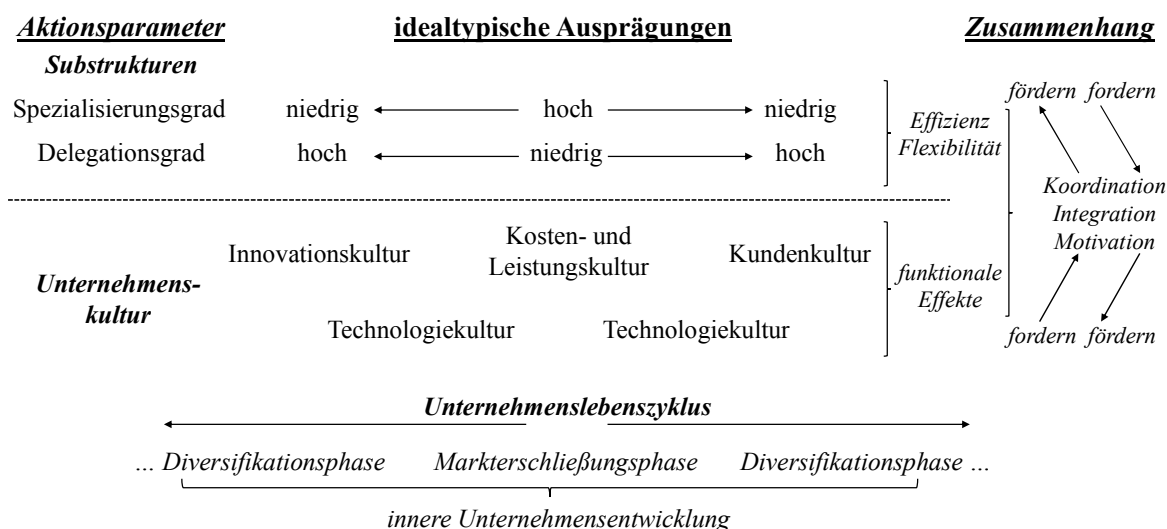 Aktionsparameter idealtypische Ausprägungen Zusammenhang
Substrukturen
Spezialisierungsgrad niedrig hoch niedrig
Delegationsgrad hoch niedrig hoch
Effizienz
Flexibilität
fördern fordern
Koordination
Integration
Motivation
fordern fördern
Unternehmens-
kultur
Innovationskultur
Kosten- und
Leistungskultur
Kundenkultur
Technologiekultur Technologiekultur
funktionale
Effekte
Unternehmenslebenszyklus
... Diversifikationsphase Markterschließungsphase Diversifikationsphase ...
innere Unternehmensentwicklung